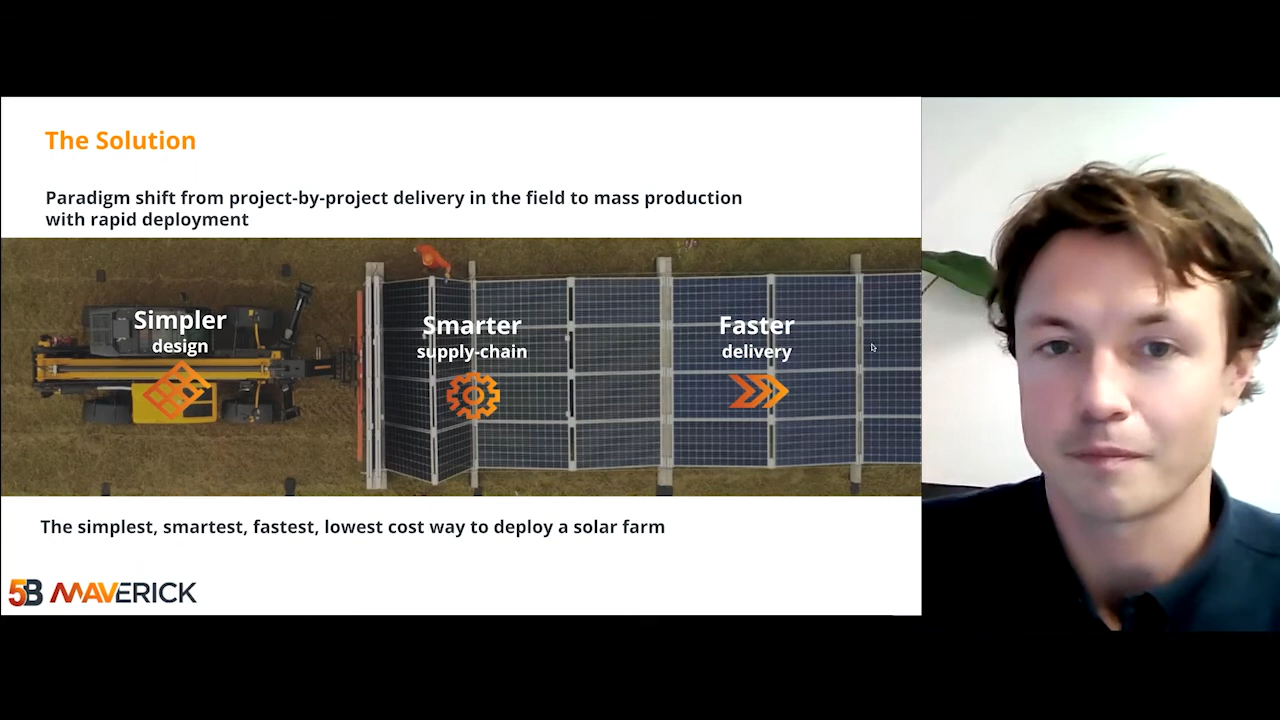 The Solution
Paradigm shift from project-by-project delivery in the field to mass production
with rapid deployment
Simpler
design
Smarter
supply-chain
Faster
delivery
The simplest, smartest, fastest, lowest cost way to deploy a solar farm
5B MAVERICK